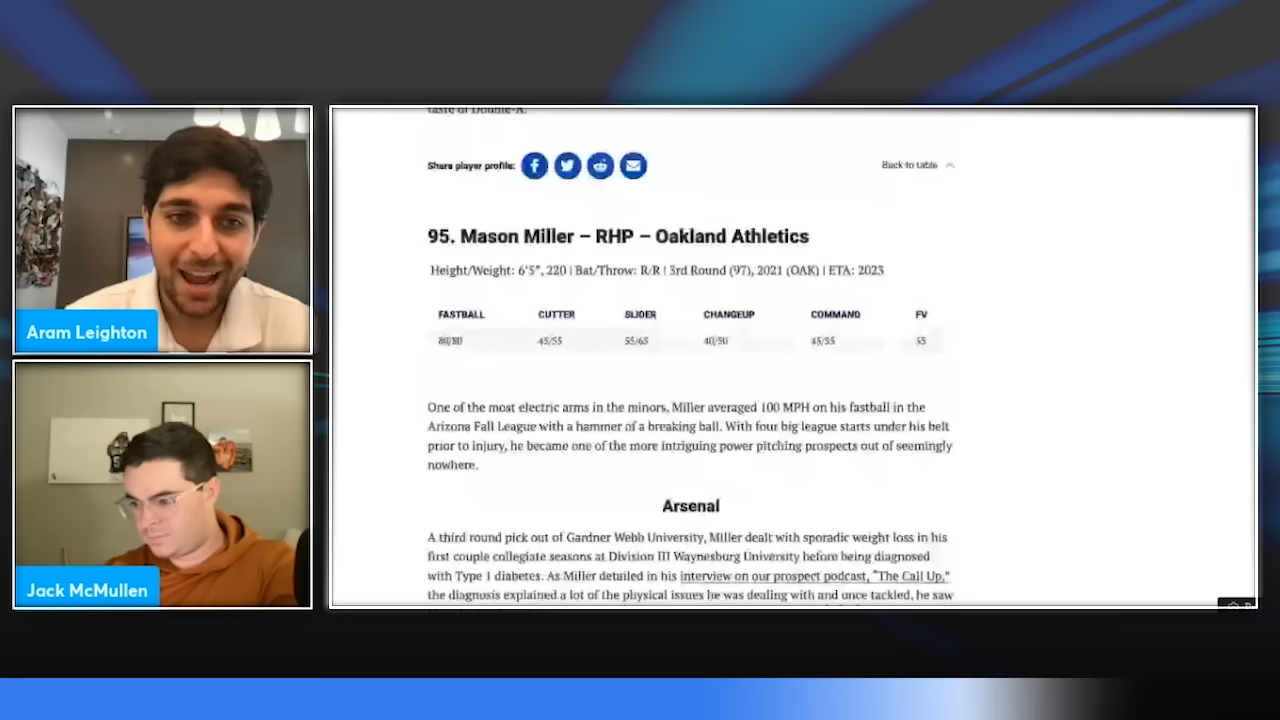 taste of Double-A.
Share player profile:
Back to table
95. Mason Miller – RHP – Oakland Athletics
Height/Weight: 6'5", 220 | Bat/Throw: R/R | 3rd Round (97), 2021 (OAK) | ETA: 2023
FASTBALL CUTTER SLIDER CHANGEUP COMMAND FV
80/80 45/55 55/65 40/50 45/55 55
One of the most electric arms in the minors, Miller averaged 100 MPH on his fastball in the
Arizona Fall League with a hammer of a breaking ball. With four big league starts under his belt
prior to injury, he became one of the more intriguing power pitching prospects out of seemingly
nowhere.
Arsenal
A third round pick out of Gardner Webb University, Miller dealt with sporadic weight loss in his
first couple collegiate seasons at Division III Waynesburg University before being diagnosed
with Type 1 diabetes. As Miller detailed in his interview on our prospect podcast, "The Call Up,"
the diagnosis explained a lot of the physical issues he was dealing with and once tackled, he saw
Aram Leighton
Jack McMullen